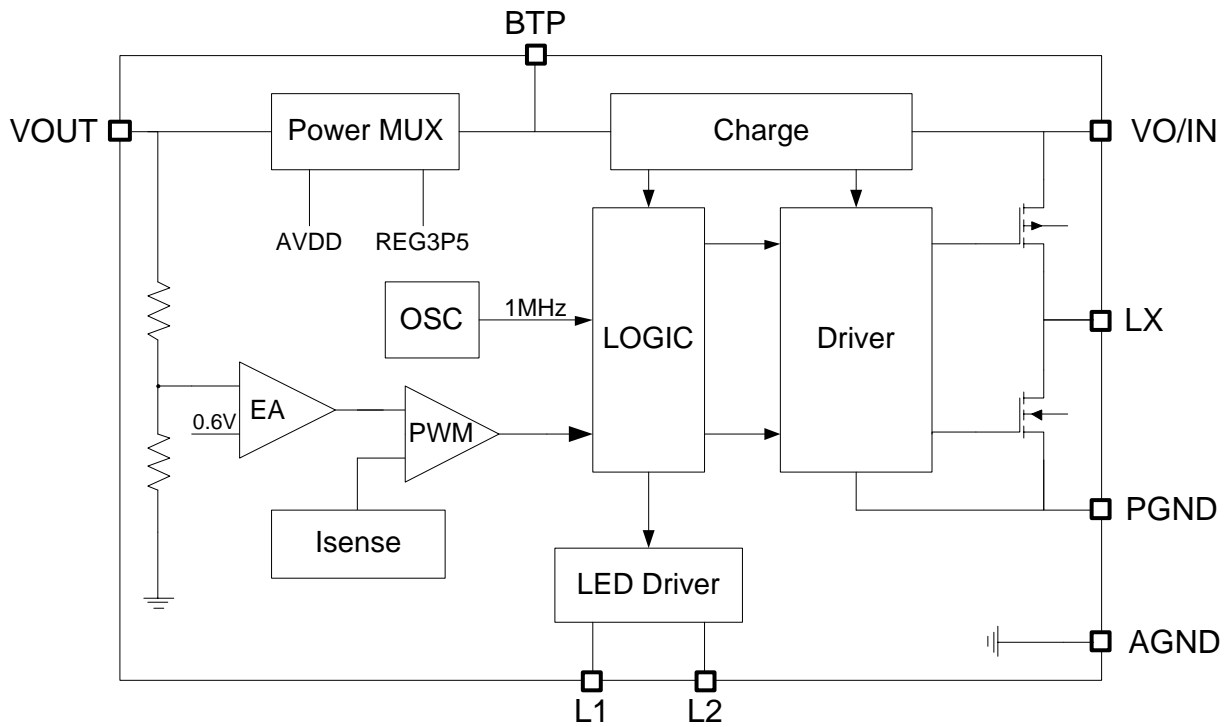 BTP
VOUT
Power MUX
Charge
VO/IN
AVDD
REG3P5
OSC
1MHz
LOGIC
Driver
LX
EA
0.6V
PWM
Isense
PGND
LED Driver
AGND
L1
L2